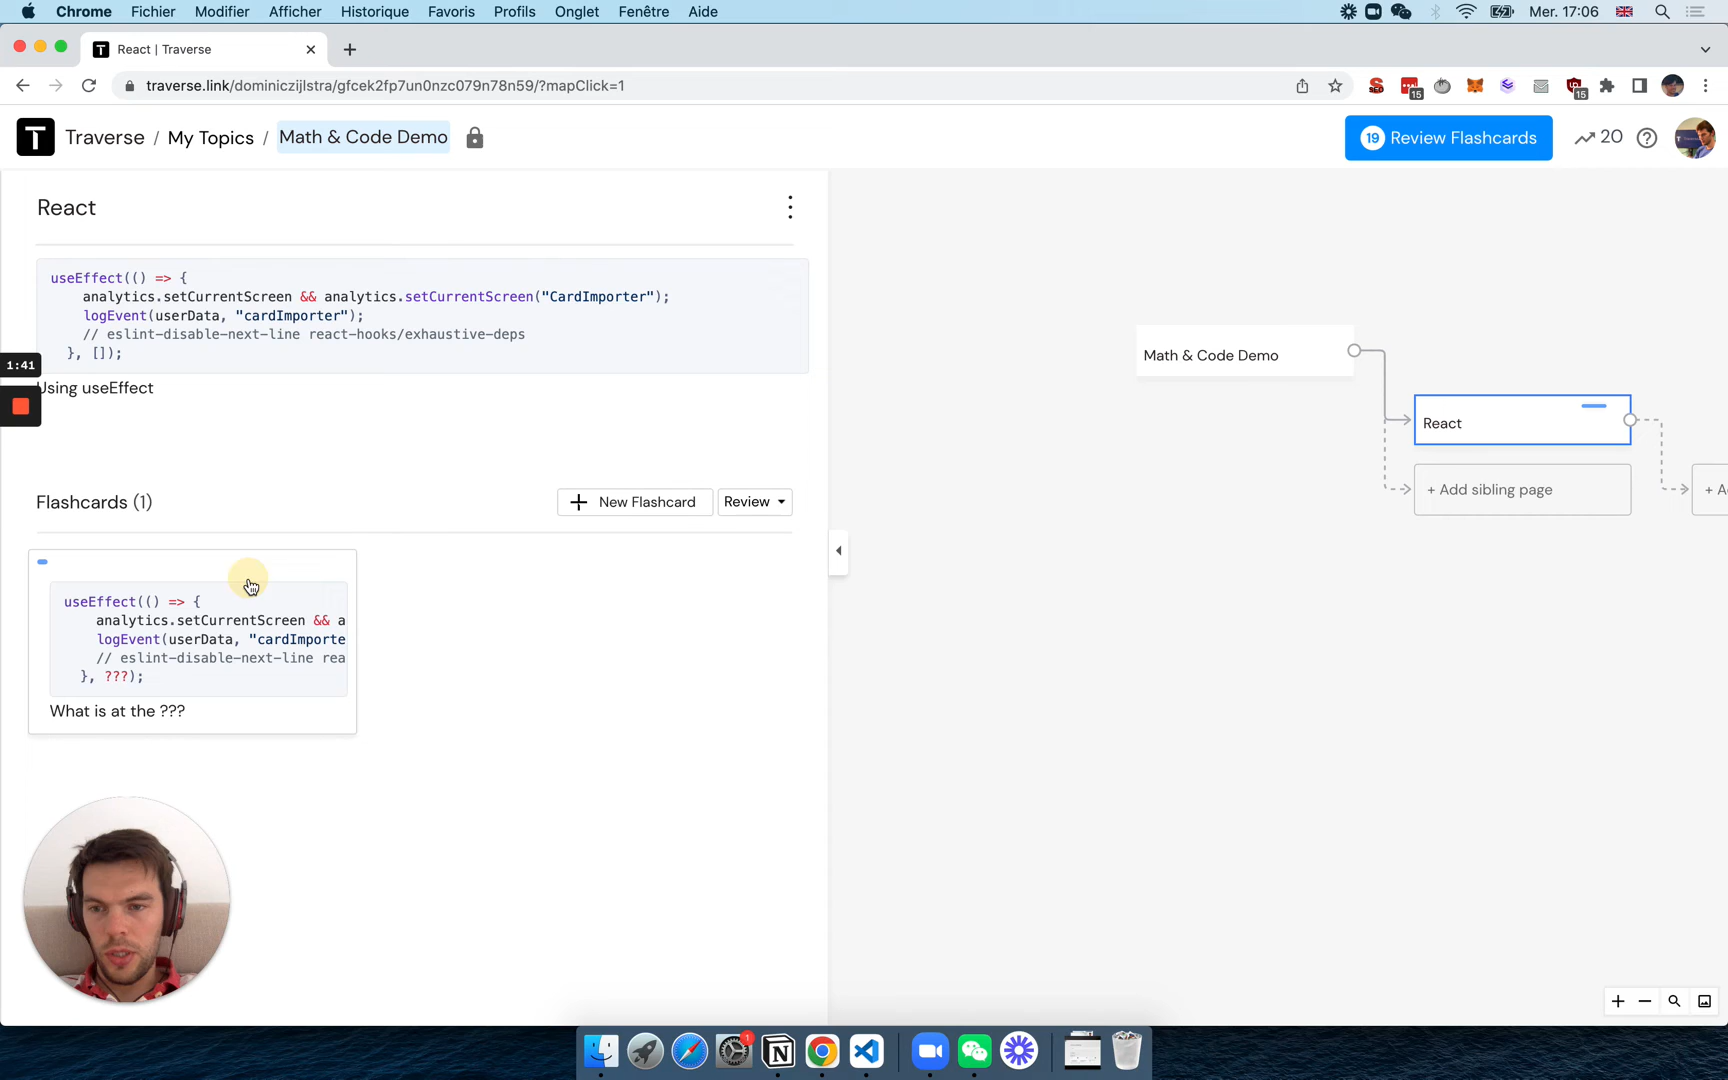 Chrome Fichier Modifier Afficher Historique Favoris Profils Onglet Fenêtre Aide Mer. 17:06
React | Traverse
traverse.link/dominiczijlstra/gfcek2fp7un0nzc079n78n59/?mapClick=1
SEO 15 15
T Traverse / My Topics / Math & Code Demo 19 Review Flashcards 20 ?
React
useEffect(() => {
analytics.setCurrentScreen && analytics.setCurrentScreen("CardImporter");
logEvent(userData, "cardImporter");
// eslint-disable-next-line react-hooks/exhaustive-deps
}, []);
1:41
Using useEffect
Flashcards (1) + New Flashcard Review
useEffect(() => {
analytics.setCurrentScreen && a
logEvent(userData, "cardImporte
// eslint-disable-next-line rea
}, ???);
What is at the ???
Math & Code Demo
React
+ Add sibling page
+ A
1